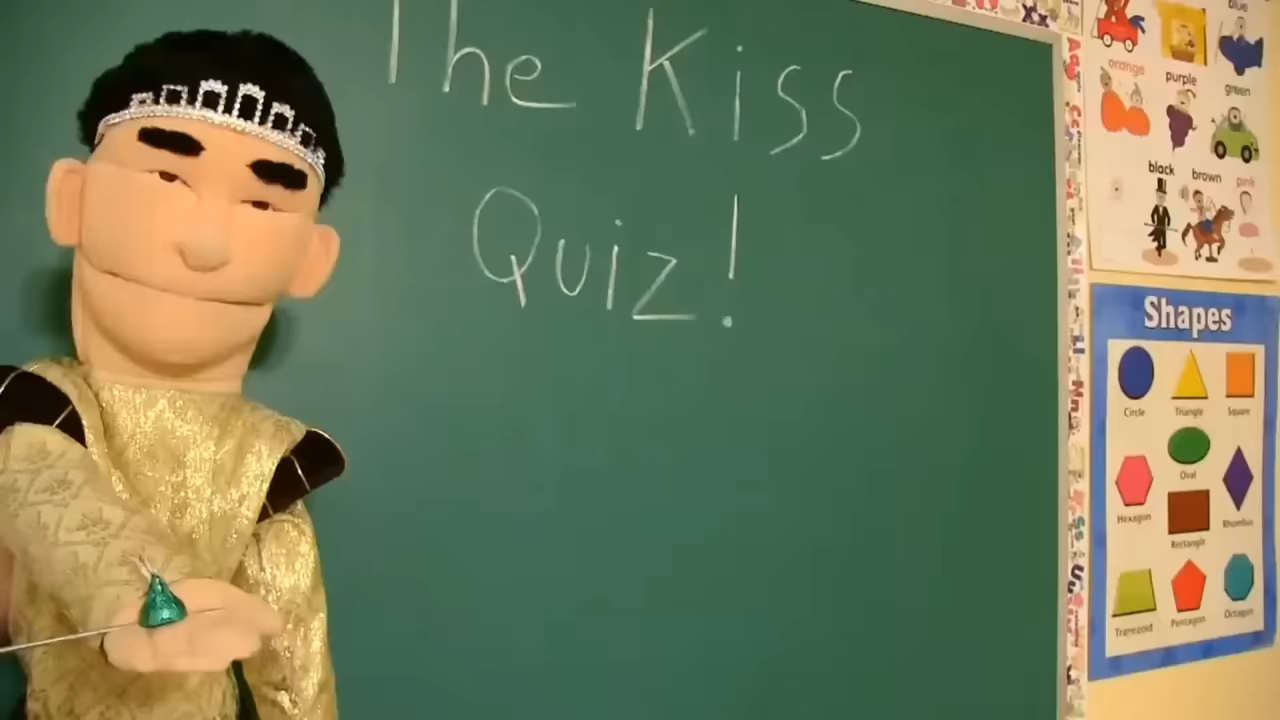 The Kiss
Quiz!
blue
orange
purple
green
black
brown
pink
Shapes
Circle
Triangle
Square
Oval
Hexagon
Rhombus
Rectangle
Trapezoid
Pentagon
Octagon